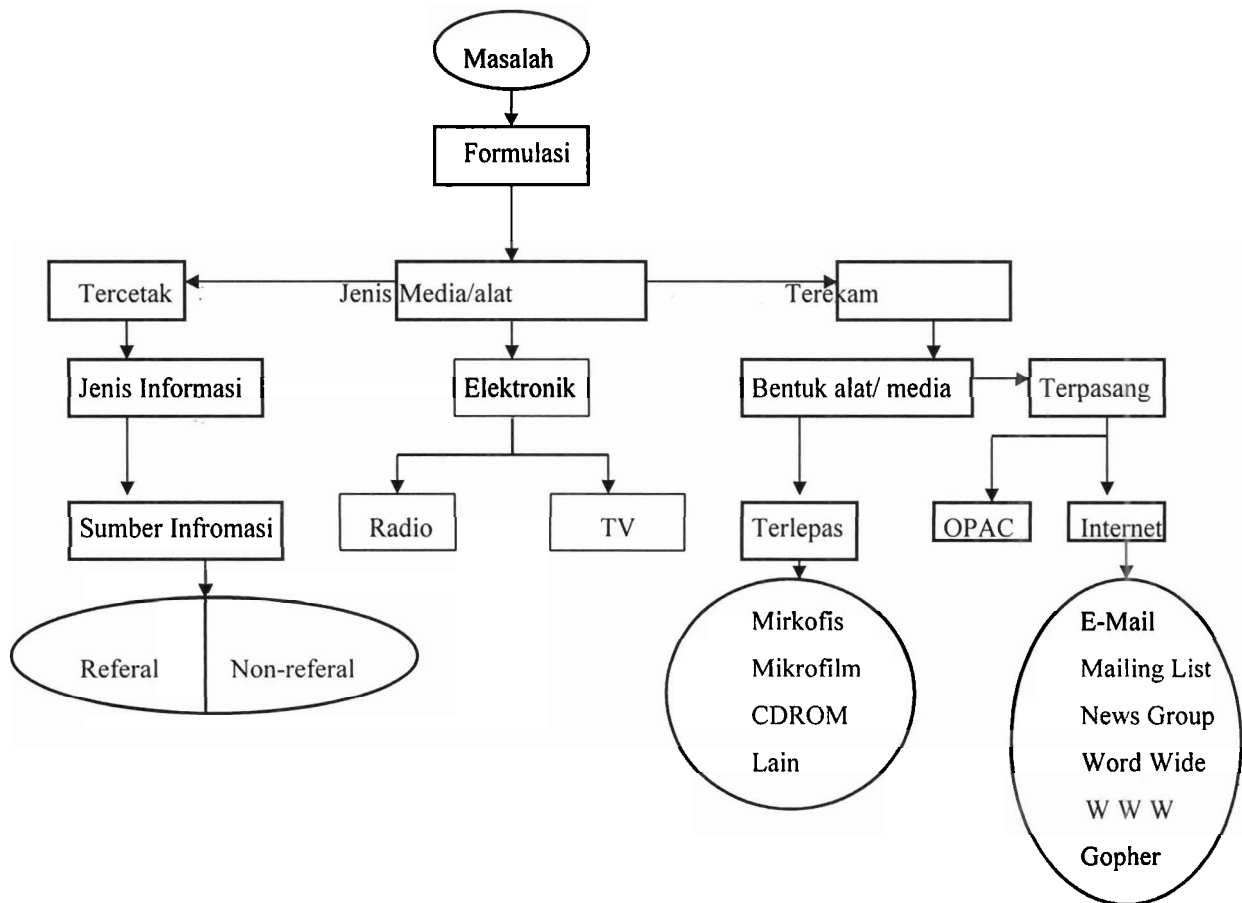 Masalah
Formulasi
Tercetak
Jenis Media/alat
Terekam
Jenis Informasi
Elektronik
Bentuk alat/ media
Terpasang
Sumber Infromasi
Radio
TV
Terlepas
OPAC
Internet
Referal
Non-referal
Mirkofis
Mikrofilm
CDROM
Lain
E-Mail
Mailing List
News Group
Word Wide
W W W
Gopher